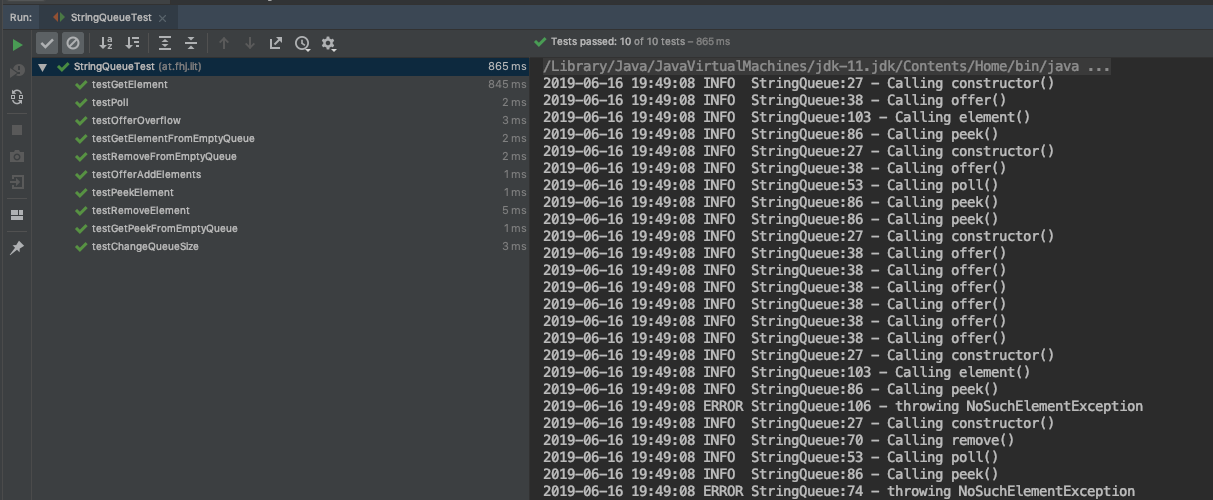 Run:
StringQueueTest
Tests passed: 10 of 10 tests – 865 ms
StringQueueTest (at.fhj.lit) 865 ms
testGetElement 845 ms
testPoll 2 ms
testOfferOverflow 3 ms
testGetElementFromEmptyQueue 2 ms
testRemoveFromEmptyQueue 2 ms
testOfferAddElements 1 ms
testPeekElement 1 ms
testRemoveElement 5 ms
testGetPeekFromEmptyQueue 1 ms
testChangeQueueSize 3 ms
/Library/Java/JavaVirtualMachines/jdk-11.jdk/Contents/Home/bin/java ...
2019-06-16 19:49:08 INFO  StringQueue:27 - Calling constructor()
2019-06-16 19:49:08 INFO  StringQueue:38 - Calling offer()
2019-06-16 19:49:08 INFO  StringQueue:103 - Calling element()
2019-06-16 19:49:08 INFO  StringQueue:86 - Calling peek()
2019-06-16 19:49:08 INFO  StringQueue:27 - Calling constructor()
2019-06-16 19:49:08 INFO  StringQueue:38 - Calling offer()
2019-06-16 19:49:08 INFO  StringQueue:53 - Calling poll()
2019-06-16 19:49:08 INFO  StringQueue:86 - Calling peek()
2019-06-16 19:49:08 INFO  StringQueue:86 - Calling peek()
2019-06-16 19:49:08 INFO  StringQueue:27 - Calling constructor()
2019-06-16 19:49:08 INFO  StringQueue:38 - Calling offer()
2019-06-16 19:49:08 INFO  StringQueue:38 - Calling offer()
2019-06-16 19:49:08 INFO  StringQueue:38 - Calling offer()
2019-06-16 19:49:08 INFO  StringQueue:38 - Calling offer()
2019-06-16 19:49:08 INFO  StringQueue:38 - Calling offer()
2019-06-16 19:49:08 INFO  StringQueue:38 - Calling offer()
2019-06-16 19:49:08 INFO  StringQueue:27 - Calling constructor()
2019-06-16 19:49:08 INFO  StringQueue:103 - Calling element()
2019-06-16 19:49:08 INFO  StringQueue:86 - Calling peek()
2019-06-16 19:49:08 ERROR StringQueue:106 - throwing NoSuchElementException
2019-06-16 19:49:08 INFO  StringQueue:27 - Calling constructor()
2019-06-16 19:49:08 INFO  StringQueue:70 - Calling remove()
2019-06-16 19:49:08 INFO  StringQueue:53 - Calling poll()
2019-06-16 19:49:08 INFO  StringQueue:86 - Calling peek()
2019-06-16 19:49:08 ERROR StringQueue:74 - throwing NoSuchElementException